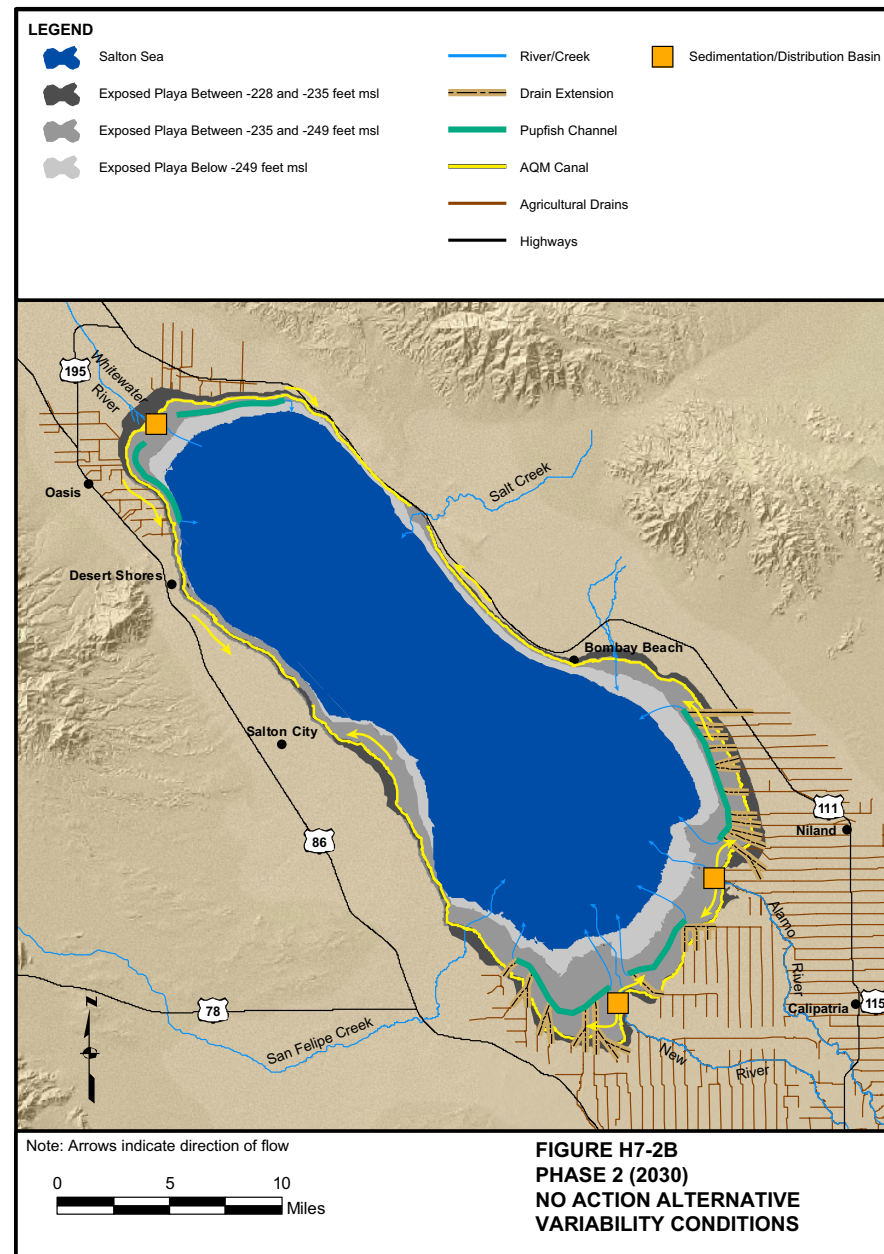 LEGEND
Salton Sea
Exposed Playa Between -228 and -235 feet msl
Exposed Playa Between -235 and -249 feet msl
Exposed Playa Below -249 feet msl
River/Creek
Drain Extension
Pupfish Channel
AQM Canal
Agricultural Drains
Highways
Sedimentation/Distribution Basin
195
Whitewater
River
Oasis
Salt Creek
Desert Shores
Bombay Beach
Salton City
86
111
Niland
Alamo
River
78
San Felipe Creek
Calipatria
115
New
River
N
Note: Arrows indicate direction of flow
0 5 10
Miles
FIGURE H7-2B
PHASE 2 (2030)
NO ACTION ALTERNATIVE
VARIABILITY CONDITIONS